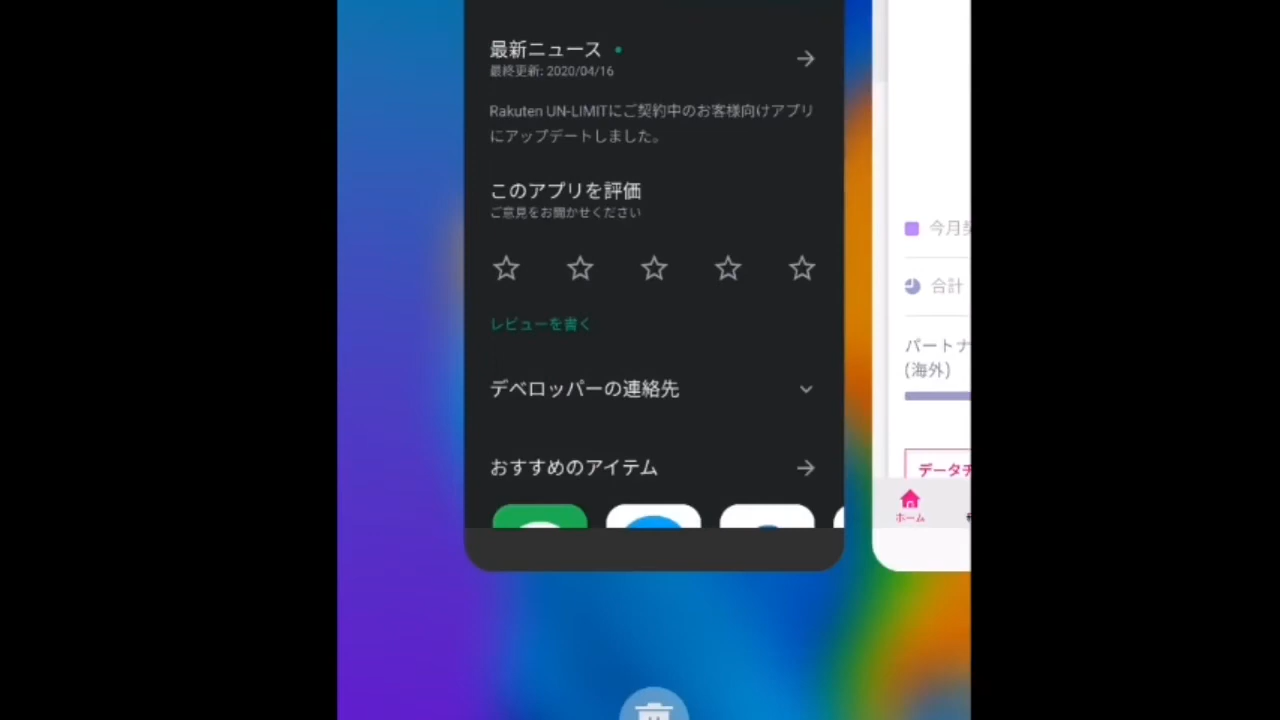 最新ニュース
最終更新: 2020/04/16
Rakuten UN-LIMITにご契約中のお客様向けアプリ
にアップデートしました。
このアプリを評価
ご意見をお聞かせください
レビューを書く
デベロッパーの連絡先
おすすめのアイテム
今月
合計
パートナ
(海外)
データ
ホーム